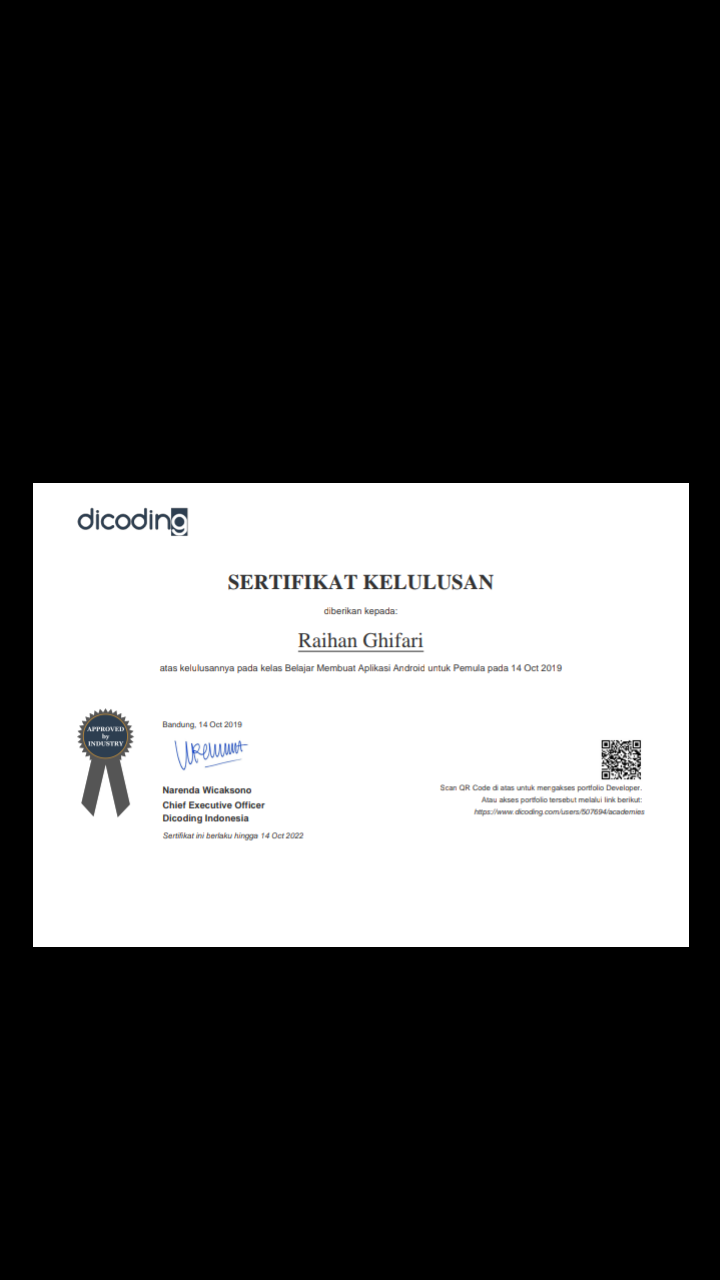 dicoding
SERTIFIKAT KELULUSAN
diberikan kepada:
Raihan Ghifari
atas kelulusannya pada kelas Belajar Membuat Aplikasi Android untuk Pemula pada 14 Oct 2019
APPROVED
by
INDUSTRY
Bandung, 14 Oct 2019
Narenda Wicaksono
Chief Executive Officer
Dicoding Indonesia
Sertifikat ini berlaku hingga 14 Oct 2022
Scan QR Code di atas untuk mengakses portfolio Developer.
Atau akses portfolio tersebut melalui link berikut:
https://www.dicoding.com/users/507694/academies